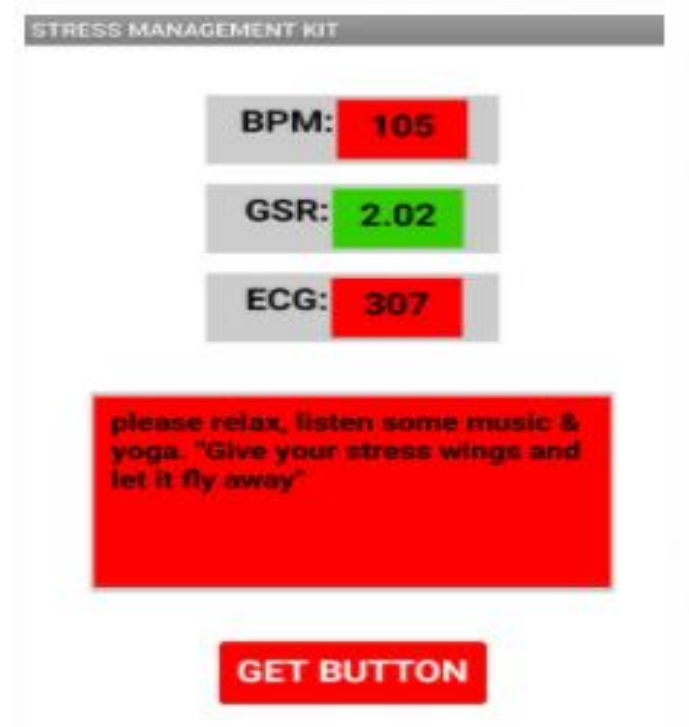 STRESS MANAGEMENT KIT
BPM: 105
GSR: 2.02
ECG: 307
please relax, listen some music &
yoga. "Give your stress wings and
let it fly away"
GET BUTTON